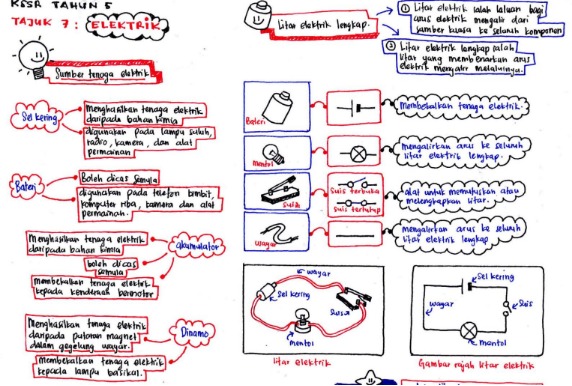 KSSR TAHUN 5
TAJUK 7 : ELEKTRIK
Sumber tenaga elektrik
Sel kering
Menghasilkan tenaga elektrik
daripada bahan kimia
digunakan pada lampu suluh,
radio, kamera, dan alat
permainan
Bateri
Boleh dicas semula
digunakan pada telefon bimbit,
komputer riba, kamera dan alat
permainan.
Menghasilkan tenaga elektrik
daripada bahan kimia
boleh dicas
semula
membekalkan tenaga elektrik
kepada kenderaan bermotor
akumulator
Menghasilkan tenaga elektrik
daripada putaran magnet
dalam gegelung wayar.
Membekalkan tenaga elektrik
kepada lampu basikal.
Dinamo
Litar elektrik lengkap.
1 Litar elektrik ialah laluan bagi
arus elektrik mengalir dari
sumber kuasa ke seluruh komponen
2 Litar elektrik lengkap ialah
litar yang membenarkan arus
elektrik mengalir melaluinya.
Bateri
membekalkan tenaga elektrik.
mentol
mengalirkan arus ke seluruh
litar elektrik lengkap.
Suis
Suis terbuka
Suis tertutup
alat untuk memutuskan atau
melengkapkan litar.
wayar
mengalirkan arus ke seluruh
litar elektrik lengkap
wayar
Sel kering
Suis
mentol
litar elektrik
Sel kering
wayar
Suis
mentol
Gambar rajah litar elektrik